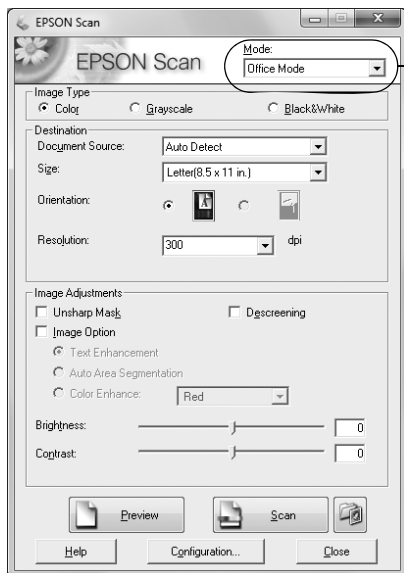 EPSON Scan
EPSON Scan
Mode:
Office Mode
Image Type
Color Grayscale Black&White
Destination
Document Source: Auto Detect
Size: Letter(8.5 x 11 in.)
Orientation:
Resolution: 300 dpi
Image Adjustments
Unsharp Mask Descreening
Image Option
Text Enhancement
Auto Area Segmentation
Color Enhance: Red
Brightness: 0
Contrast: 0
Preview Scan
Help Configuration... Close